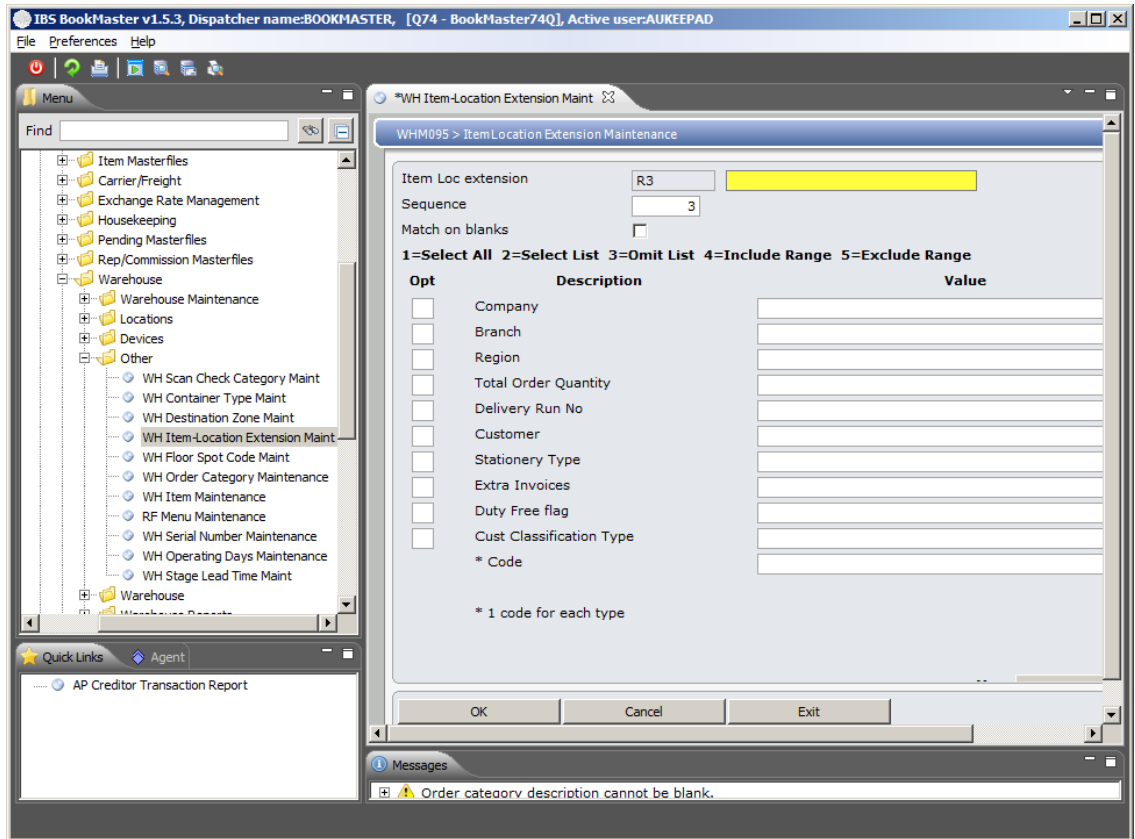 IBS BookMaster v1.5.3, Dispatcher name:BOOKMASTER, [Q74 - BookMaster74Q], Active user:AUKEEPAD
File Preferences Help
Menu
Find
Item Masterfiles
Carrier/Freight
Exchange Rate Management
Housekeeping
Pending Masterfiles
Rep/Commission Masterfiles
Warehouse
Warehouse Maintenance
Locations
Devices
Other
WH Scan Check Category Maint
WH Container Type Maint
WH Destination Zone Maint
WH Item-Location Extension Maint
WH Floor Spot Code Maint
WH Order Category Maintenance
WH Item Maintenance
RF Menu Maintenance
WH Serial Number Maintenance
WH Operating Days Maintenance
WH Stage Lead Time Maint
Warehouse
Warehouse Reports
Quick Links Agent
AP Creditor Transaction Report
*WH Item-Location Extension Maint
WHM095 > Item Location Extension Maintenance
Item Loc extension R3
Sequence 3
Match on blanks
1=Select All 2=Select List 3=Omit List 4=Include Range 5=Exclude Range
Opt Description Value
Company
Branch
Region
Total Order Quantity
Delivery Run No
Customer
Stationery Type
Extra Invoices
Duty Free flag
Cust Classification Type
* Code
* 1 code for each type
OK Cancel Exit
Messages
Order category description cannot be blank.